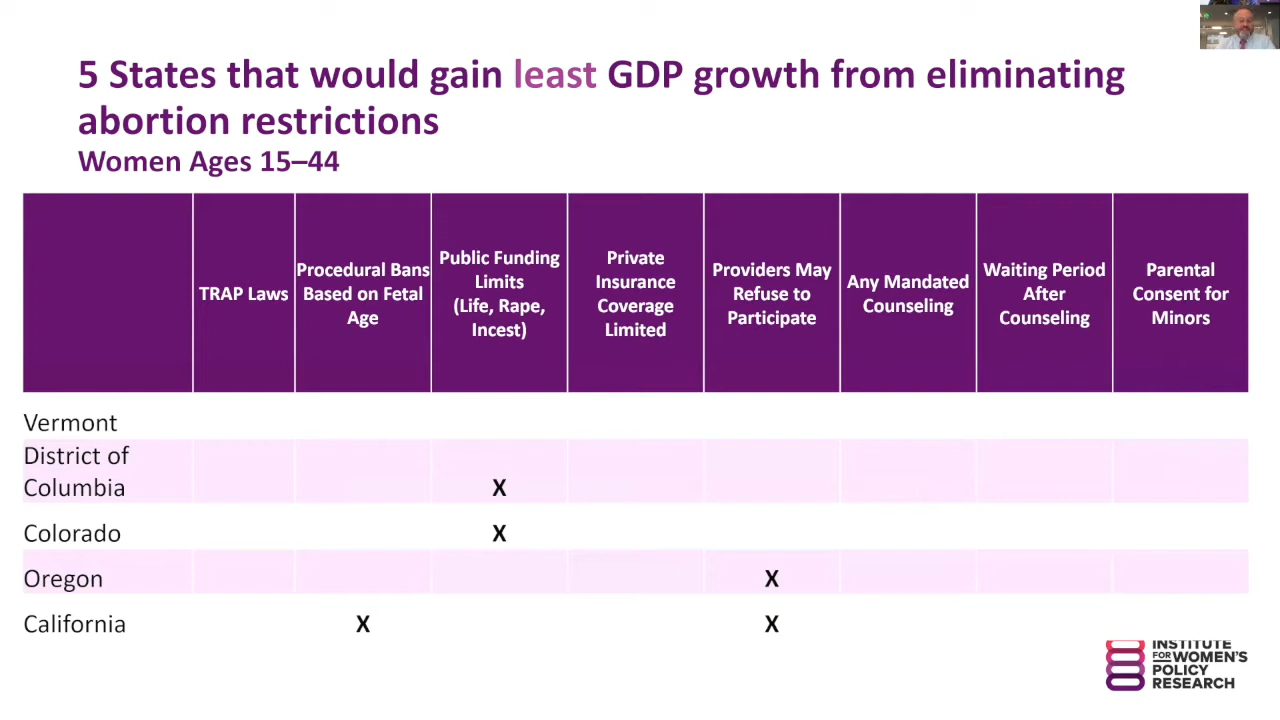 5 States that would gain least GDP growth from eliminating
abortion restrictions
Women Ages 15–44
TRAP Laws
Procedural Bans
Based on Fetal
Age
Public Funding
Limits
(Life, Rape,
Incest)
Private
Insurance
Coverage
Limited
Providers May
Refuse to
Participate
Any Mandated
Counseling
Waiting Period
After
Counseling
Parental
Consent for
Minors
Vermont
District of
Columbia X
Colorado X
Oregon X
California X X
INSTITUTE
FOR WOMEN'S
POLICY
RESEARCH